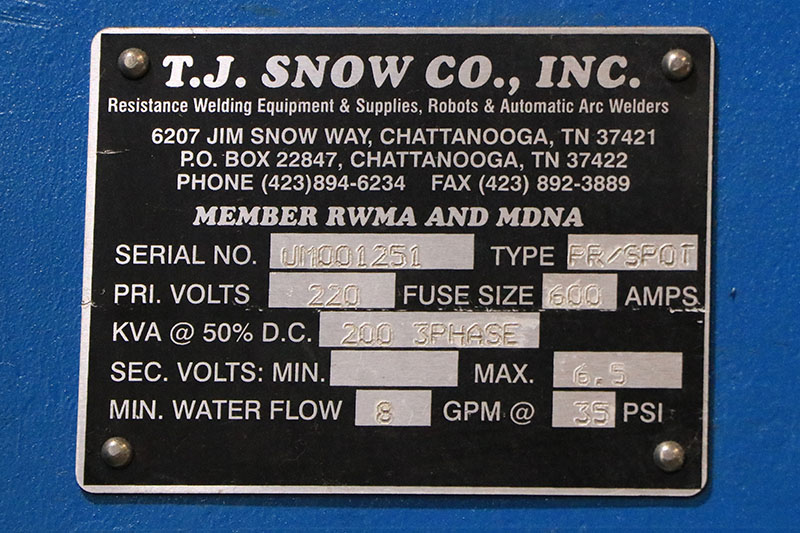 T.J. SNOW CO., INC.
Resistance Welding Equipment & Supplies, Robots & Automatic Arc Welders
6207 JIM SNOW WAY, CHATTANOOGA, TN 37421
P.O. BOX 22847, CHATTANOOGA, TN 37422
PHONE (423)894-6234 FAX (423) 892-3889
MEMBER RWMA AND MDNA
SERIAL NO. UM001251 TYPE PR/SPOT
PRI. VOLTS 220 FUSE SIZE 600 AMPS
KVA @ 50% D.C. 200 3PHASE
SEC. VOLTS: MIN. MAX. 6.5
MIN. WATER FLOW 8 GPM @ 35 PSI